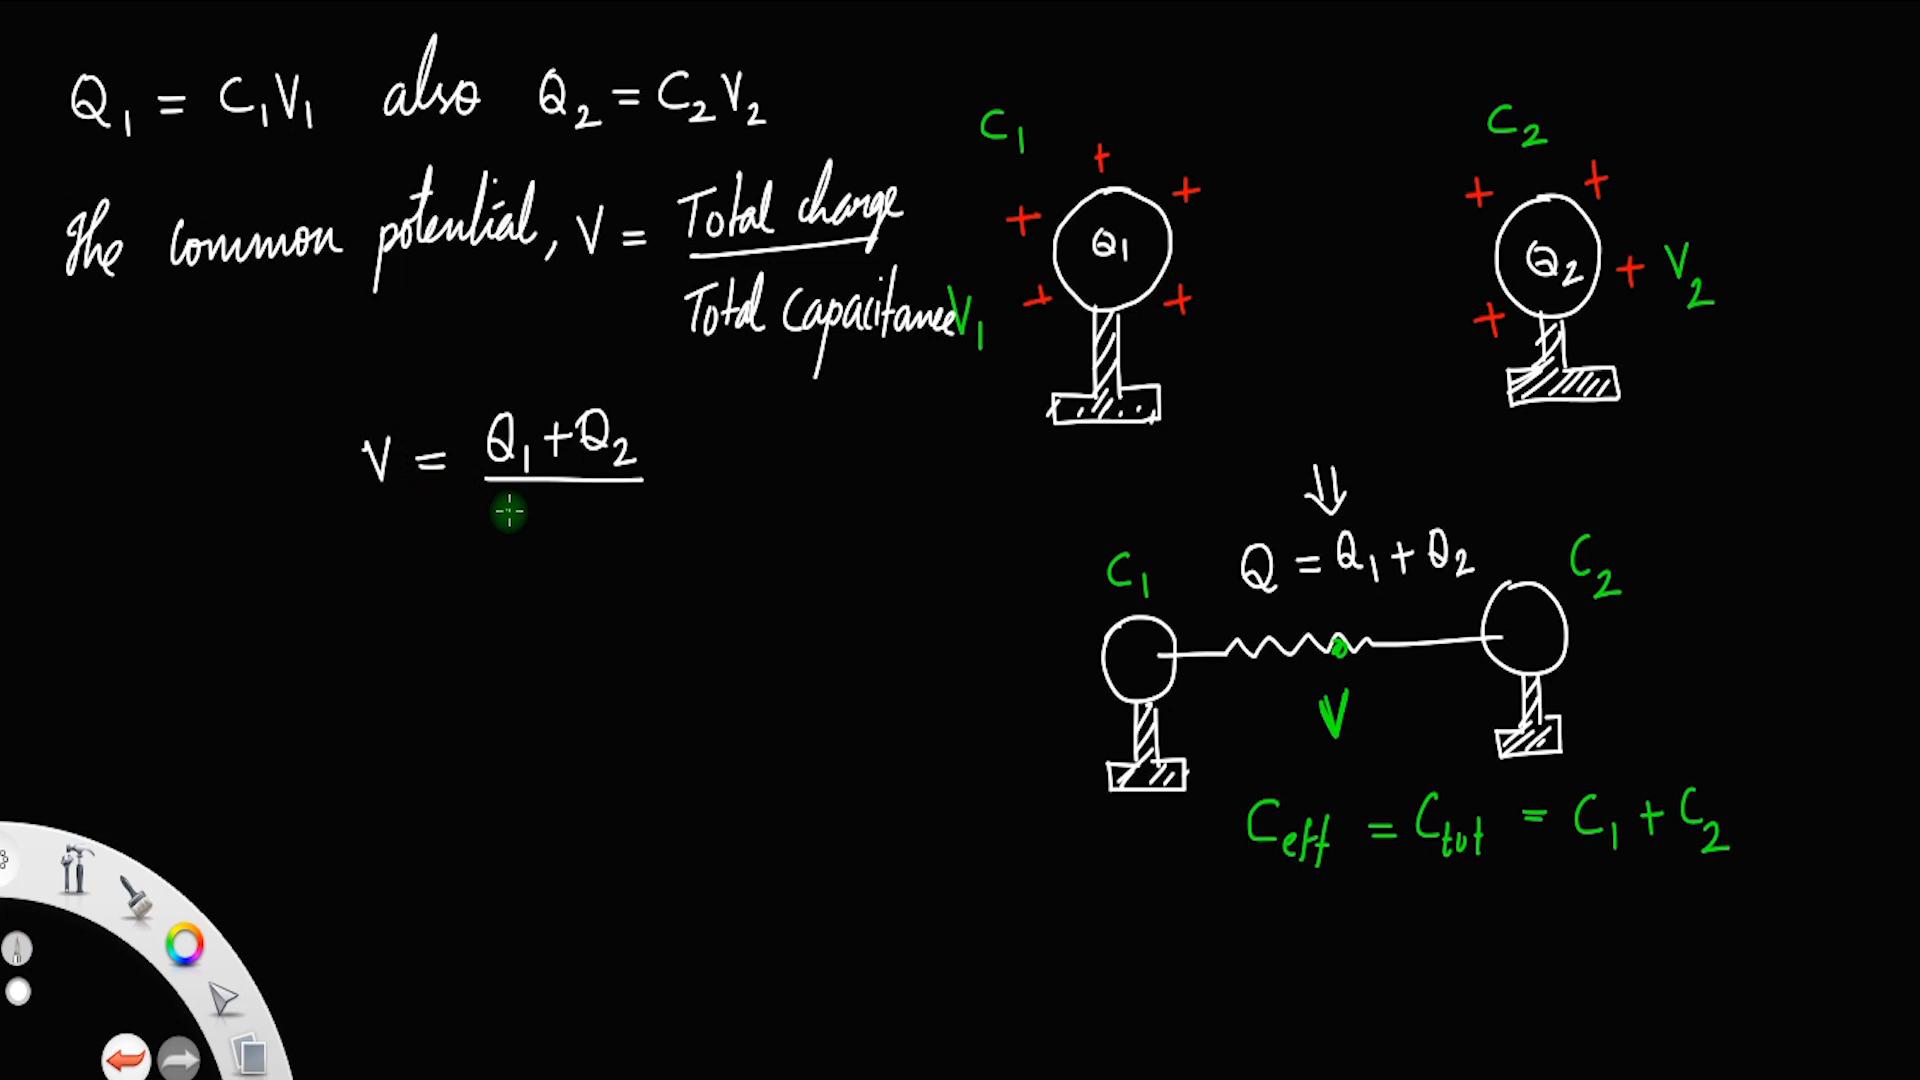 Q₁ = C₁V₁ also Q₂ = C₂V₂
The common potential, V = Total charge
Total capacitance
V = Q₁+Q₂
C₁
+ + + + +
Q₁
V₁
C₂
+ + + +
Q₂
V₂
⇓
Q = Q₁+Q₂
C₁
C₂
V
Ceff = Ctot = C₁+C₂